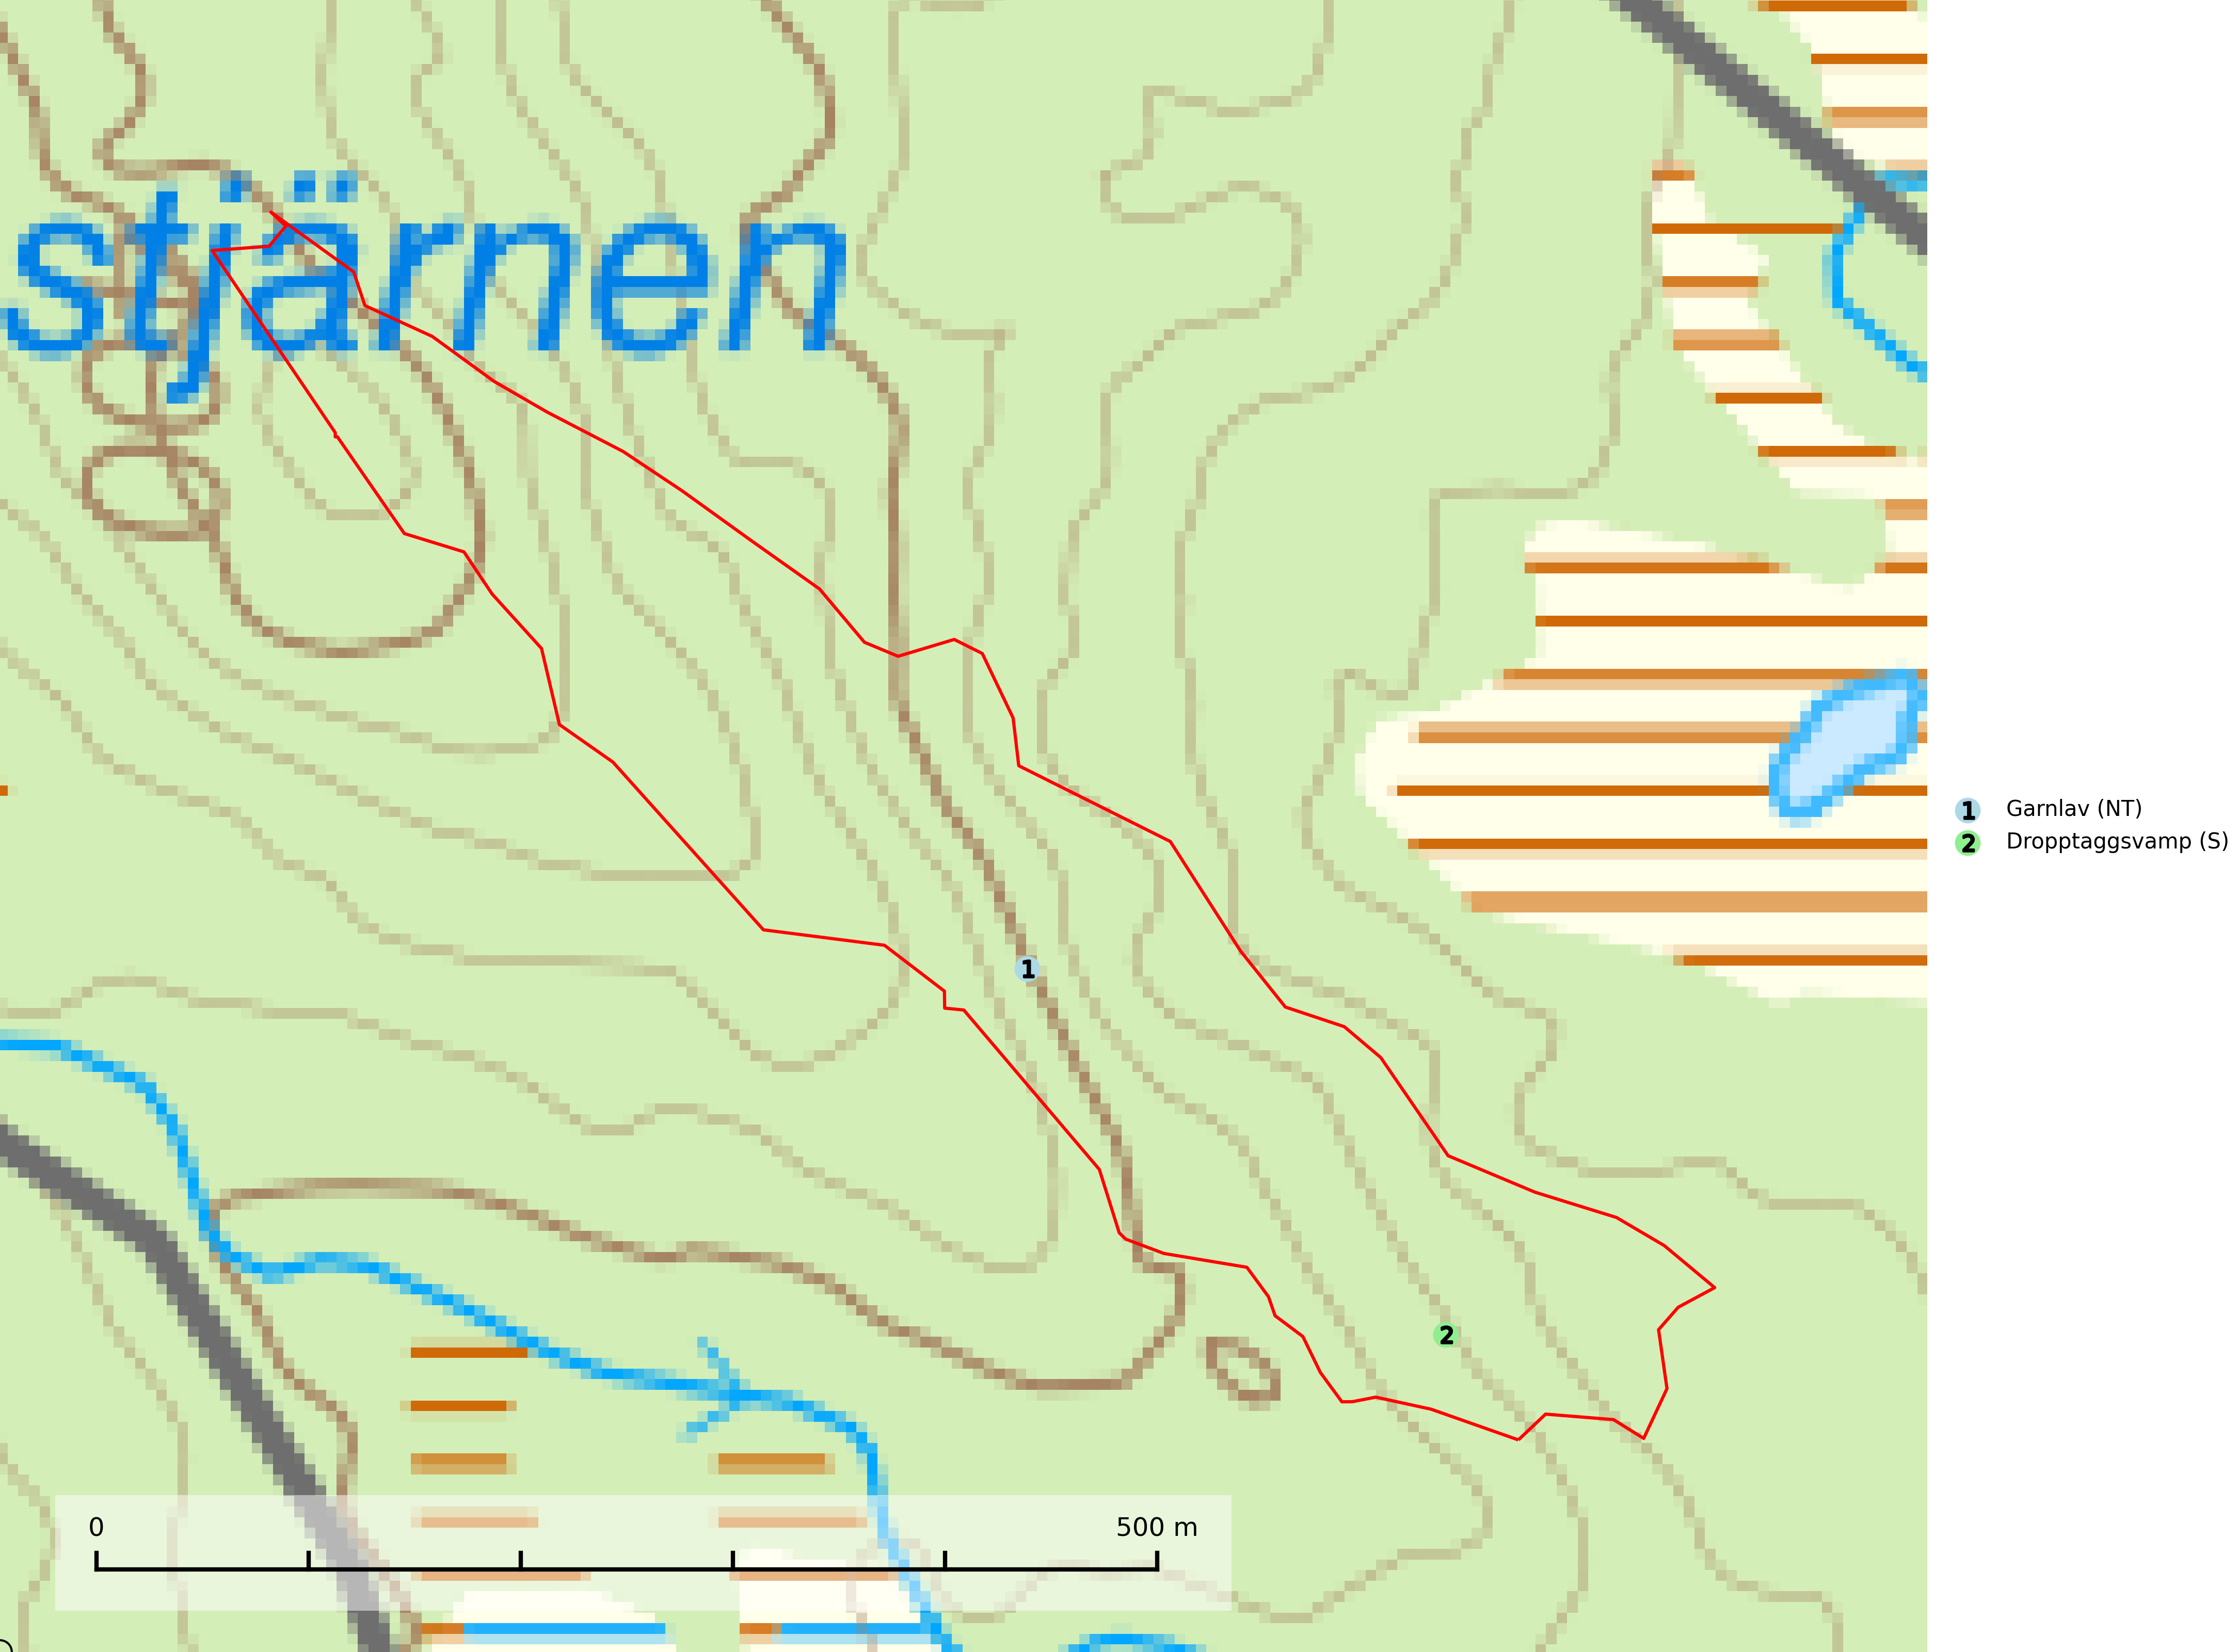 stjärnen
1
2
1 Garnlav (NT)
2 Dropptaggsvamp (S)
0 500 m